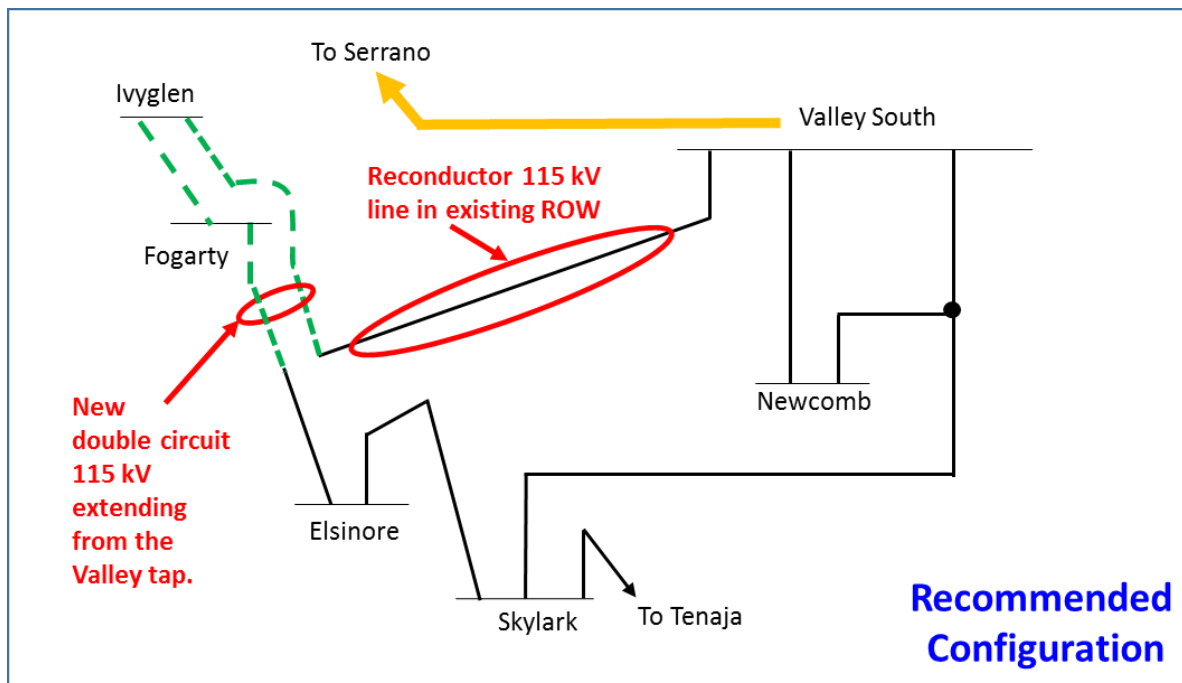 To Serrano
Ivyglen
Valley South
Reconductor 115 kV
line in existing ROW
Fogarty
New
double circuit
115 kV
extending
from the
Valley tap.
Newcomb
Elsinore
Skylark
To Tenaja
Recommended
Configuration